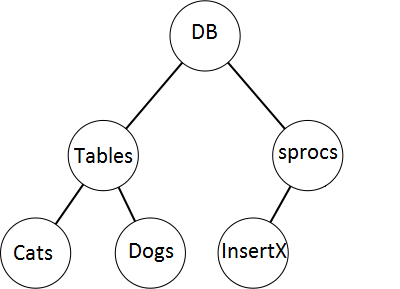 DB
Tables
sprocs
Cats
Dogs
InsertX